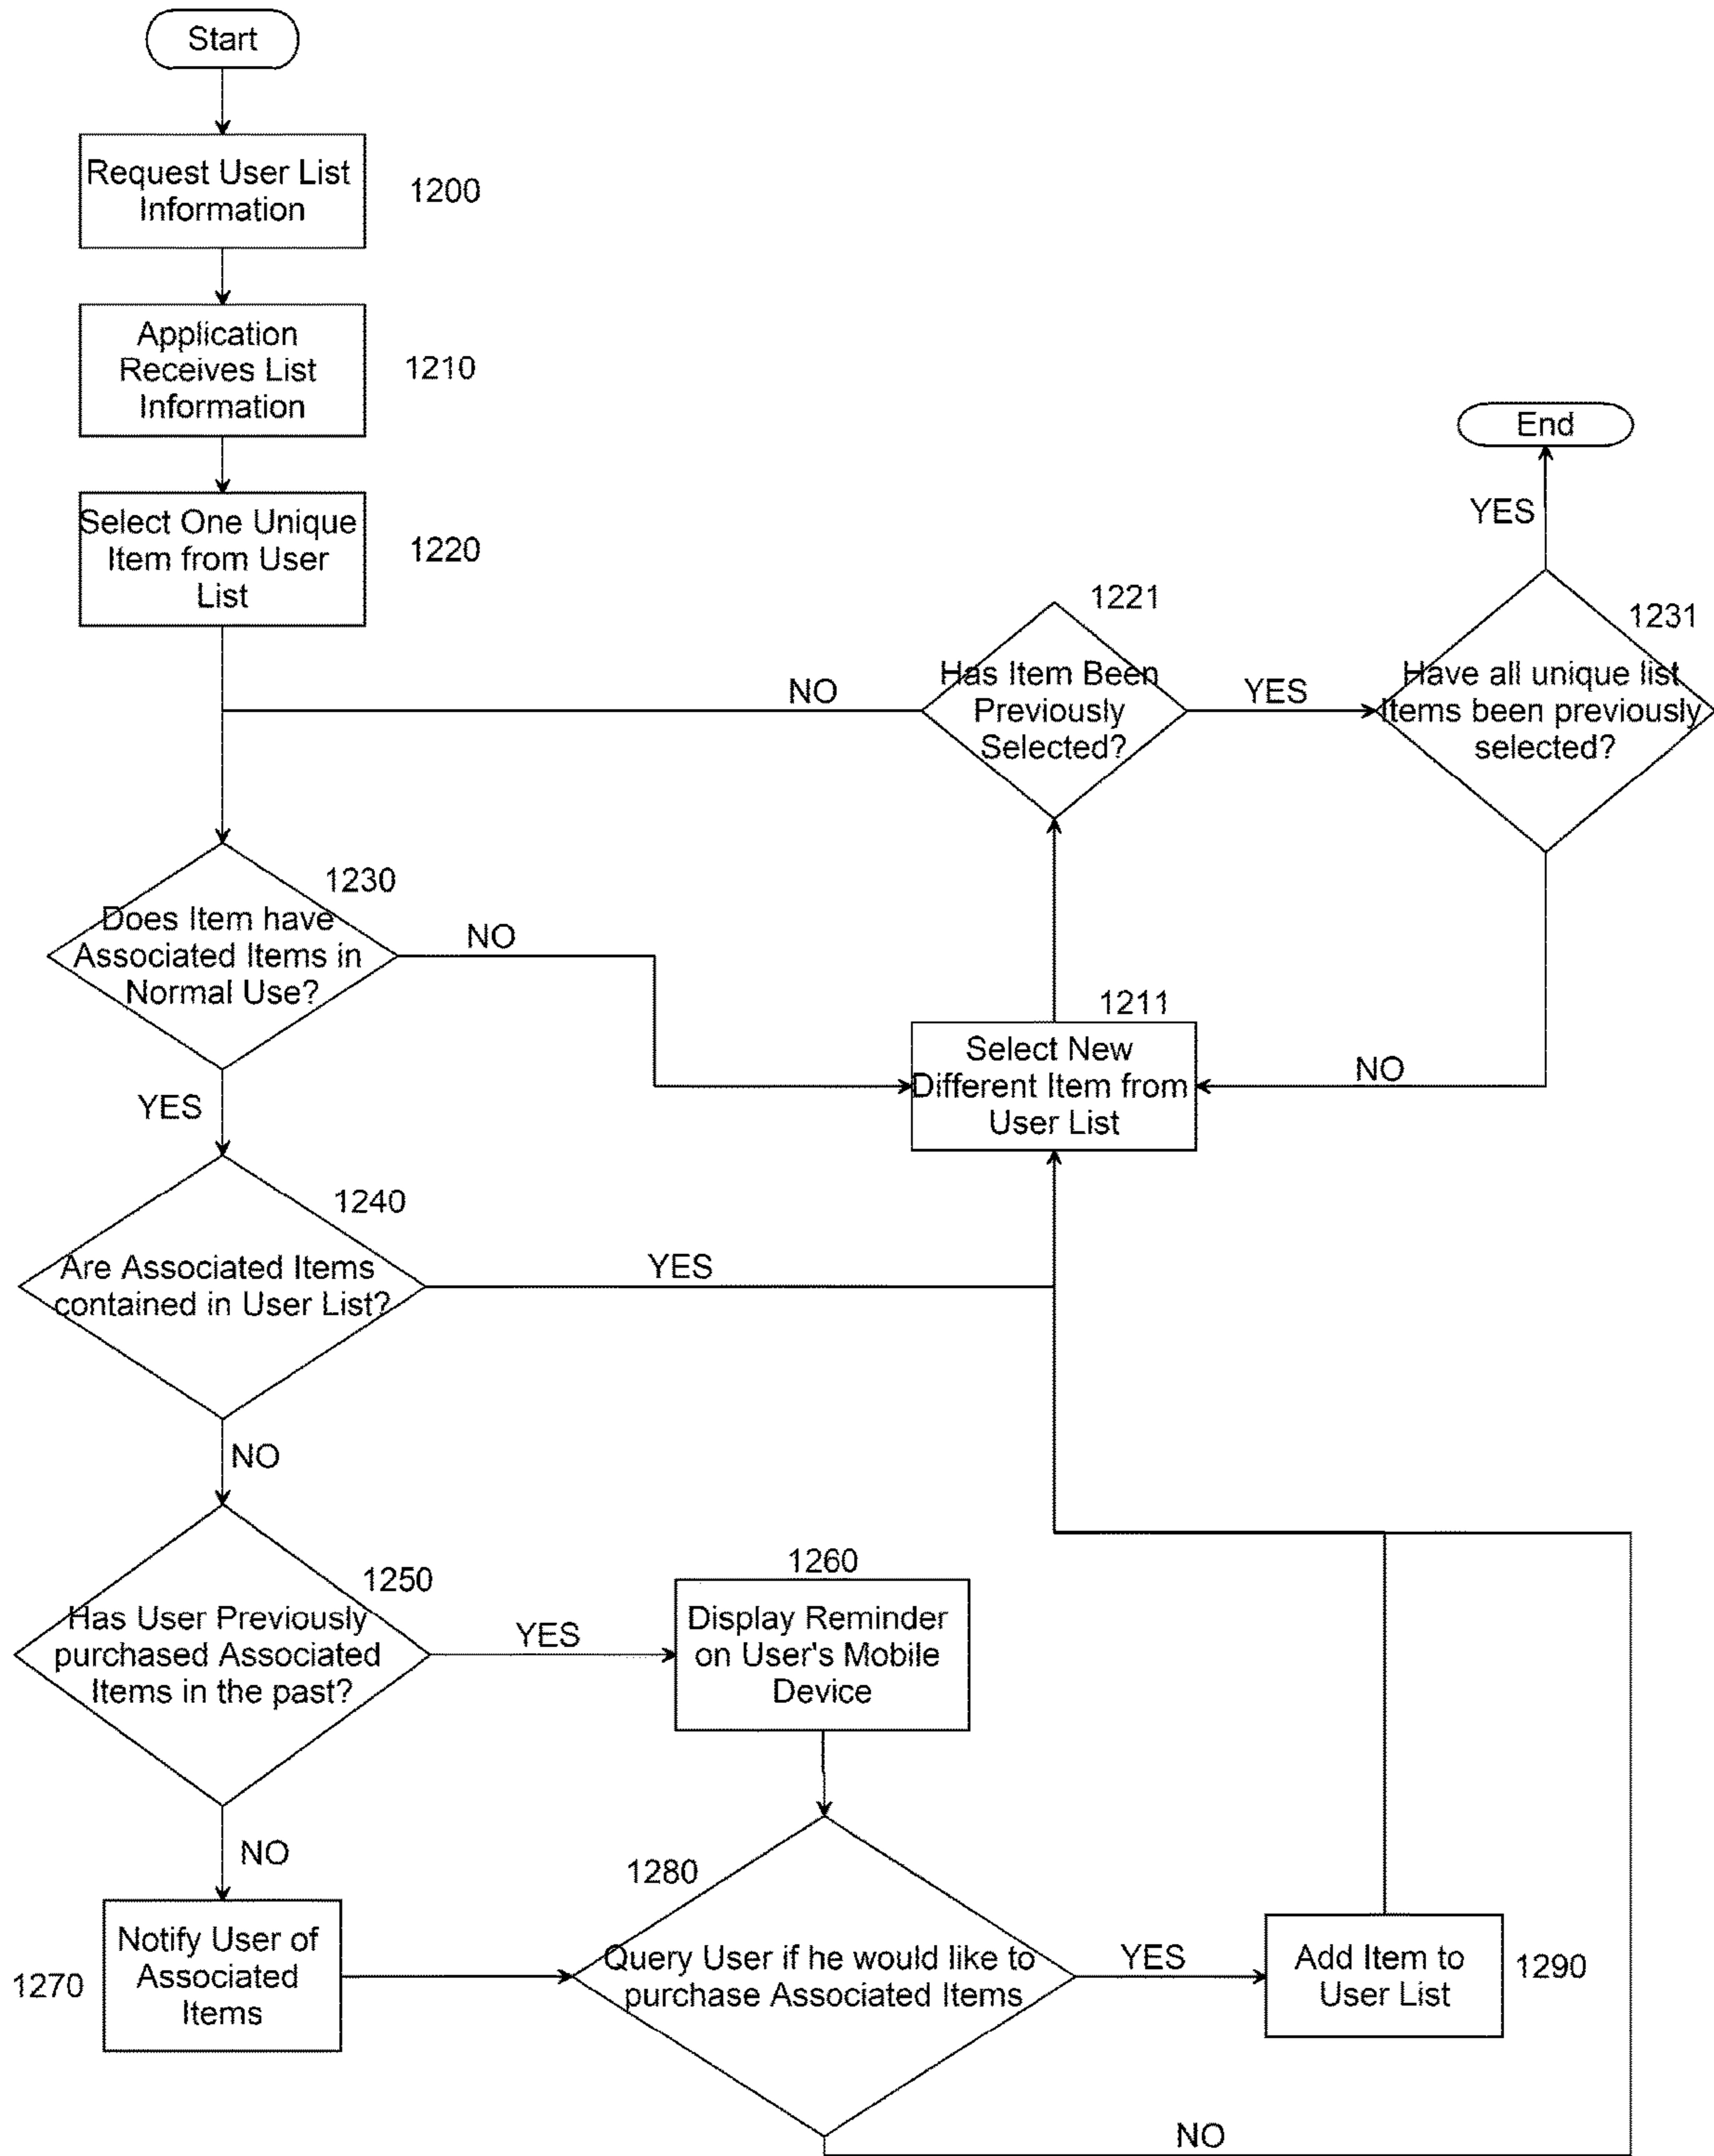 Start
Request User List
Information
1200
Application
Receives List
Information
1210
End
Select One Unique
Item from User
List
1220
YES
1221
1231
Has Item Been
Previously
Selected?
NO
YES
Have all unique list
Items been previously
selected?
1230
Does Item have
Associated Items in
Normal Use?
NO
1211
Select New
Different Item from
User List
NO
YES
1240
Are Associated Items
contained in User List?
YES
NO
1250
Has User Previously
purchased Associated
Items in the past?
YES
1260
Display Reminder
on User's Mobile
Device
NO
1280
1270
Notify User of
Associated
Items
Query User if he would like to
purchase Associated Items
YES
Add Item to
User List
1290
NO